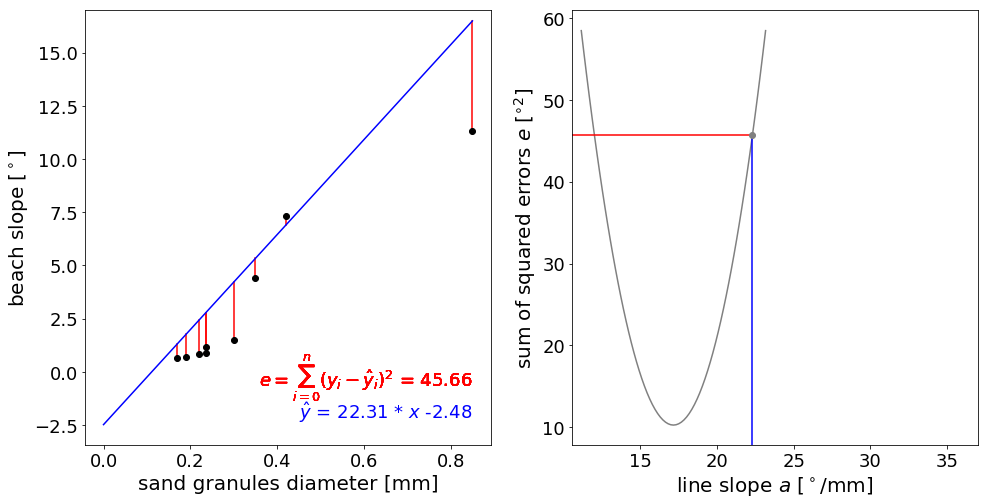 15.0
12.5
10.0
7.5
5.0
2.5
0.0
−2.5
0.0 0.2 0.4 0.6 0.8
beach slope [°]
sand granules diameter [mm]
e = ∑ⁿᵢ₌₀ (yᵢ − ŷᵢ)² = 45.66
ŷ = 22.31 * x -2.48
60
50
40
30
20
10
15 20 25 30 35
sum of squared errors e [°²]
line slope a [°/mm]